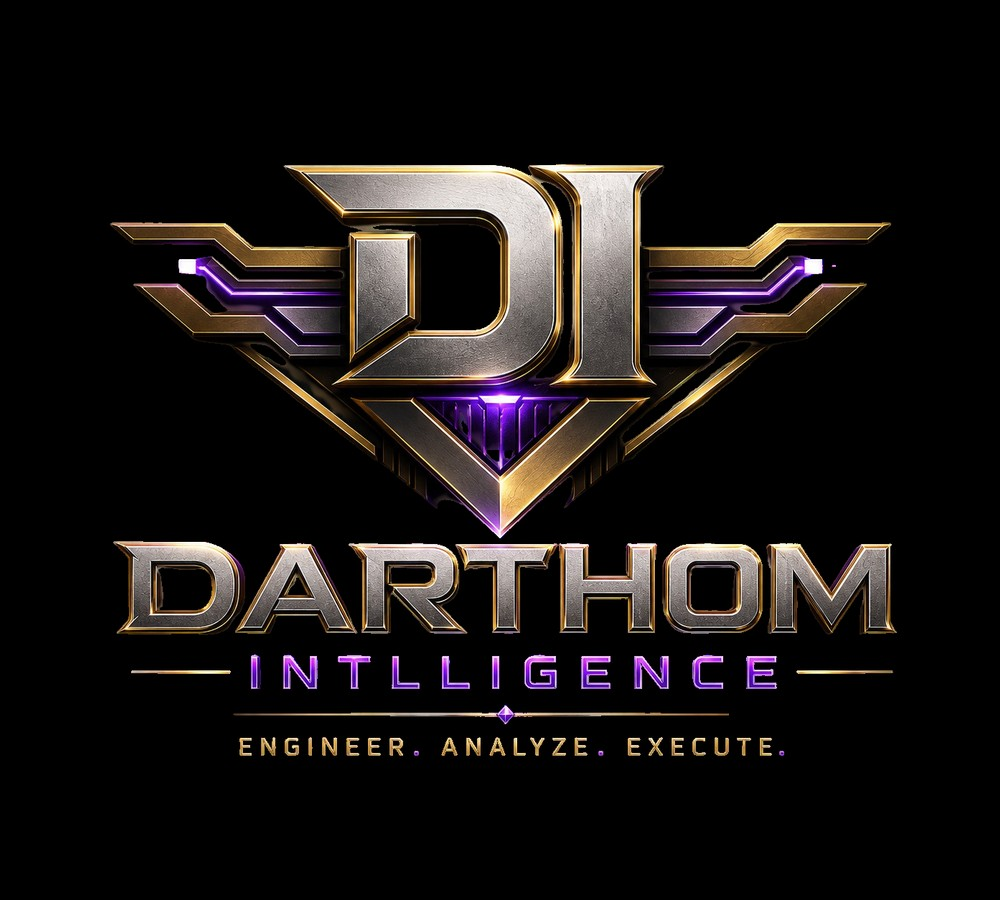 DI
DARTHOM
INTLLIGENCE
ENGINEER. ANALYZE. EXECUTE.